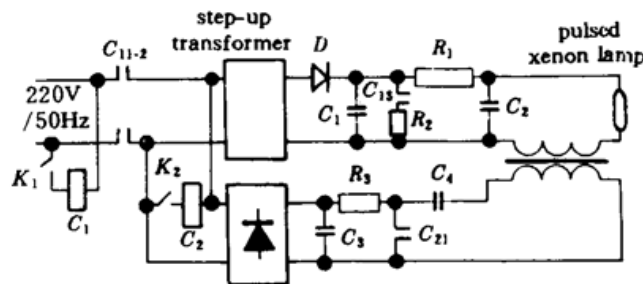 step-up
transformer
pulsed
xenon lamp
C11-2
D
R1
C13
C1
R2
C2
220V
/50Hz
K1
C1
K2
C2
R3
C4
C3
C21